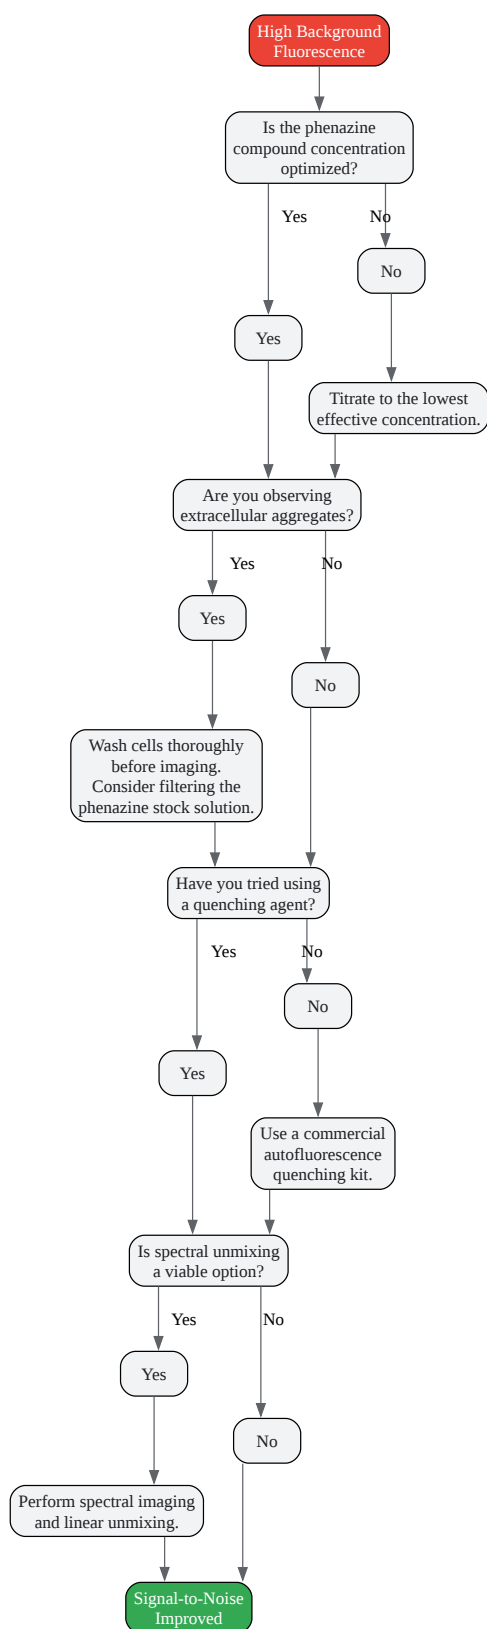 High Background
Fluorescence
Is the phenazine
compound concentration
optimized?
Yes
No
No
Yes
Titrate to the lowest
effective concentration.
Are you observing
extracellular aggregates?
Yes
No
Yes
No
Wash cells thoroughly
before imaging.
Consider filtering the
phenazine stock solution.
Have you tried using
a quenching agent?
Yes
No
No
Yes
Use a commercial
autofluorescence
quenching kit.
Is spectral unmixing
a viable option?
Yes
No
Yes
No
Perform spectral imaging
and linear unmixing.
Signal-to-Noise
Improved